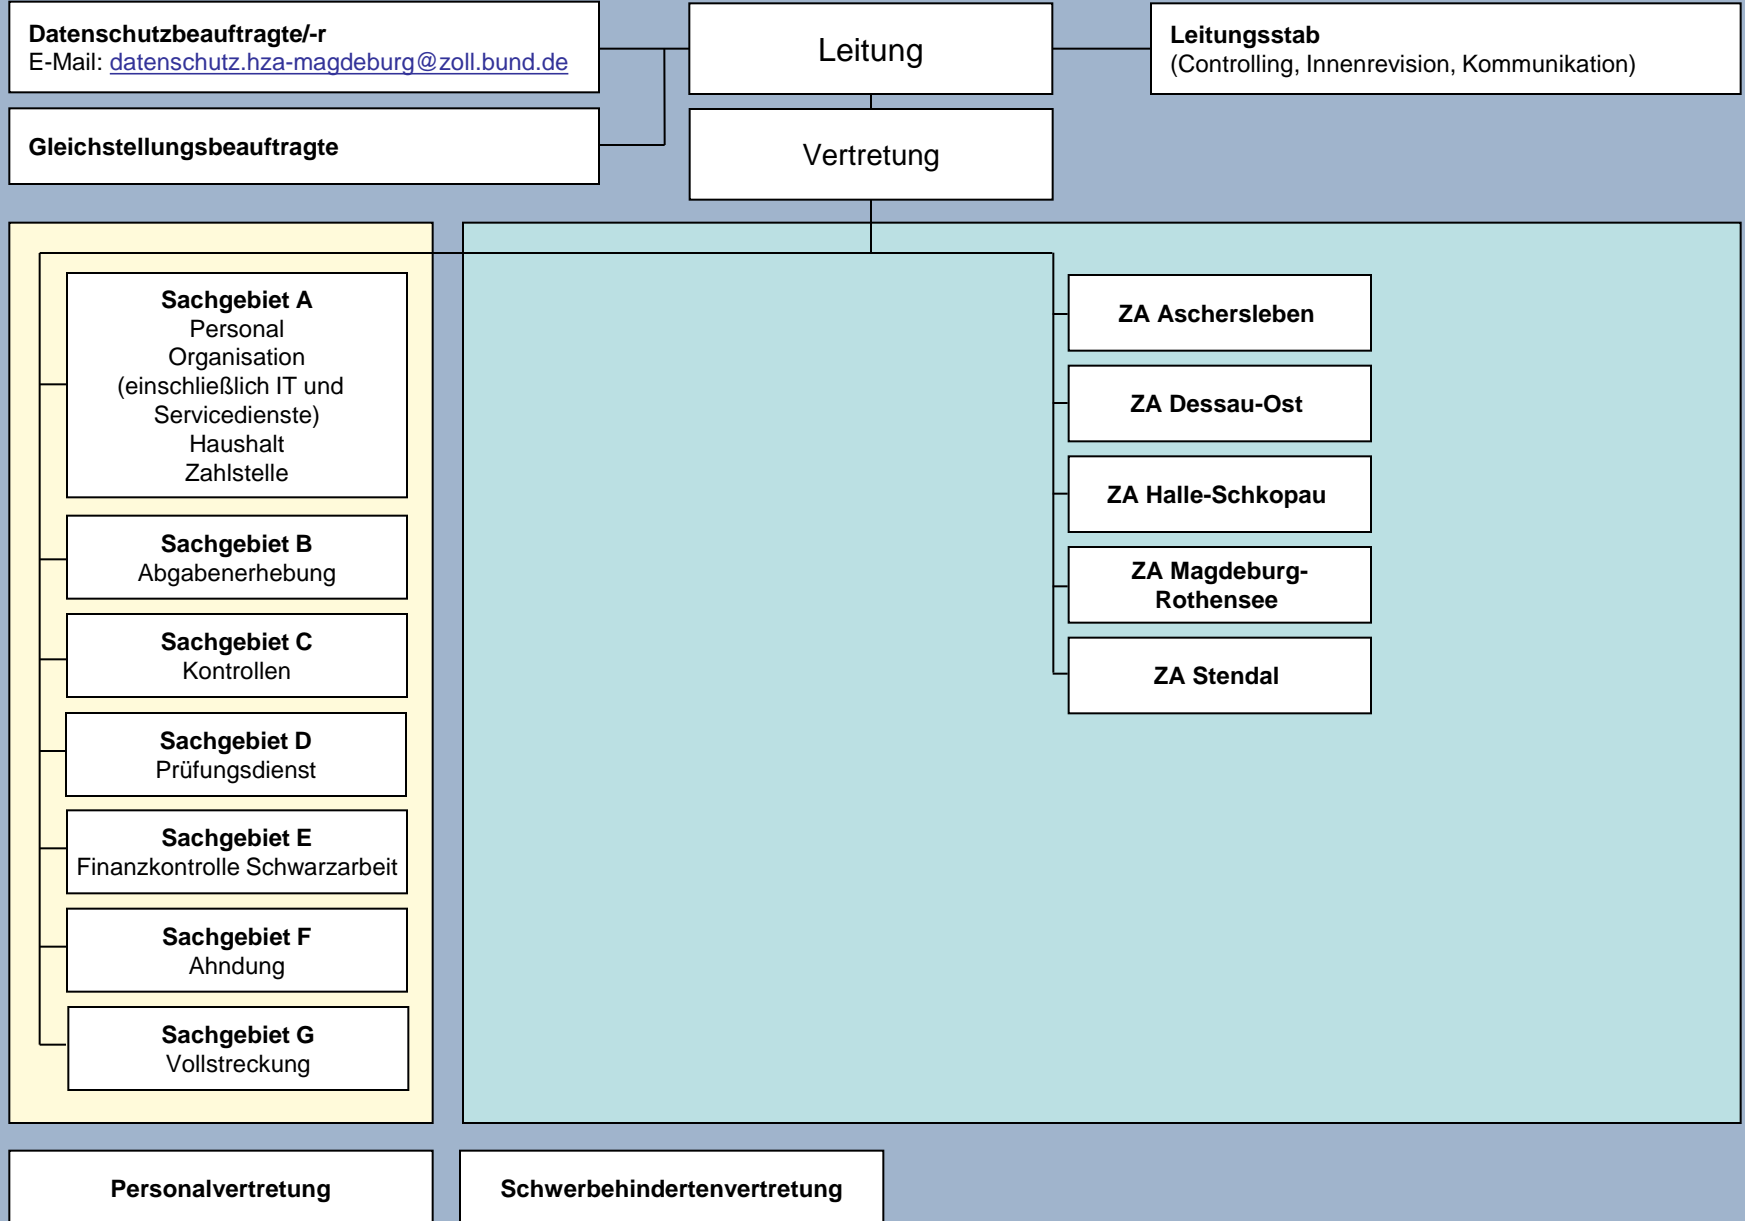 Datenschutzbeauftragte/-r
E-Mail: datenschutz.hza-magdeburg@zoll.bund.de
Leitung
Leitungsstab
(Controlling, Innenrevision, Kommunikation)
Gleichstellungsbeauftragte
Vertretung
Sachgebiet A
Personal
Organisation
(einschließlich IT und
Servicedienste)
Haushalt
Zahlstelle
Sachgebiet B
Abgabenerhebung
Sachgebiet C
Kontrollen
Sachgebiet D
Prüfungsdienst
Sachgebiet E
Finanzkontrolle Schwarzarbeit
Sachgebiet F
Ahndung
Sachgebiet G
Vollstreckung
ZA Aschersleben
ZA Dessau-Ost
ZA Halle-Schkopau
ZA Magdeburg-
Rothensee
ZA Stendal
Personalvertretung
Schwerbehindertenvertretung